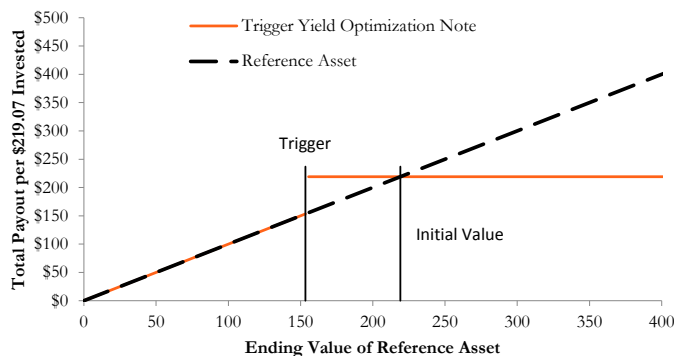 $500
$450
$400
$350
$300
$250
$200
$150
$100
$50
$0
Total Payout per $219.07 Invested
Trigger Yield Optimization Note
Reference Asset
Trigger
Initial Value
0 50 100 150 200 250 300 350 400
Ending Value of Reference Asset